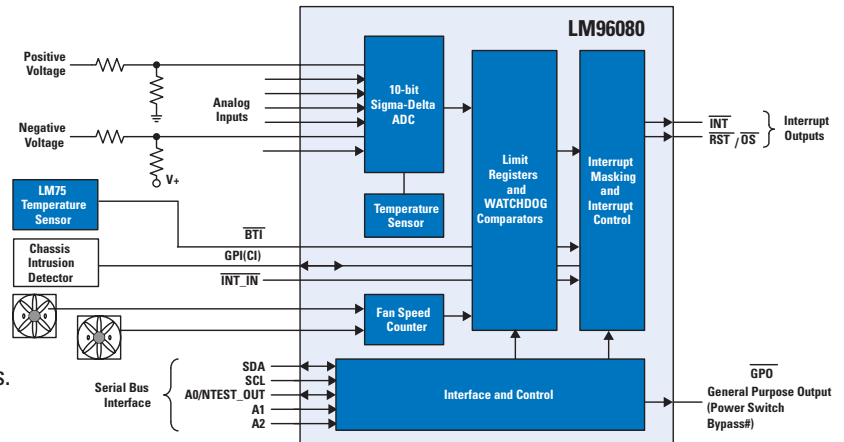 LM96080
Positive
Voltage
Analog
Inputs
Negative
Voltage
V+
10-bit
Sigma-Delta
ADC
Temperature
Sensor
Limit
Registers
and
WATCHDOG
Comparators
Interrupt
Masking
and
Interrupt
Control
INT
RST / OS
Interrupt
Outputs
LM75
Temperature
Sensor
BTI
Chassis
Intrusion
Detector
GPI(CI)
INT_IN
Fan Speed
Counter
s.
Serial Bus
Interface
SDA
SCL
A0/NTEST_OUT
A1
A2
Interface and Control
GPO
General Purpose Output
(Power Switch
Bypass#)